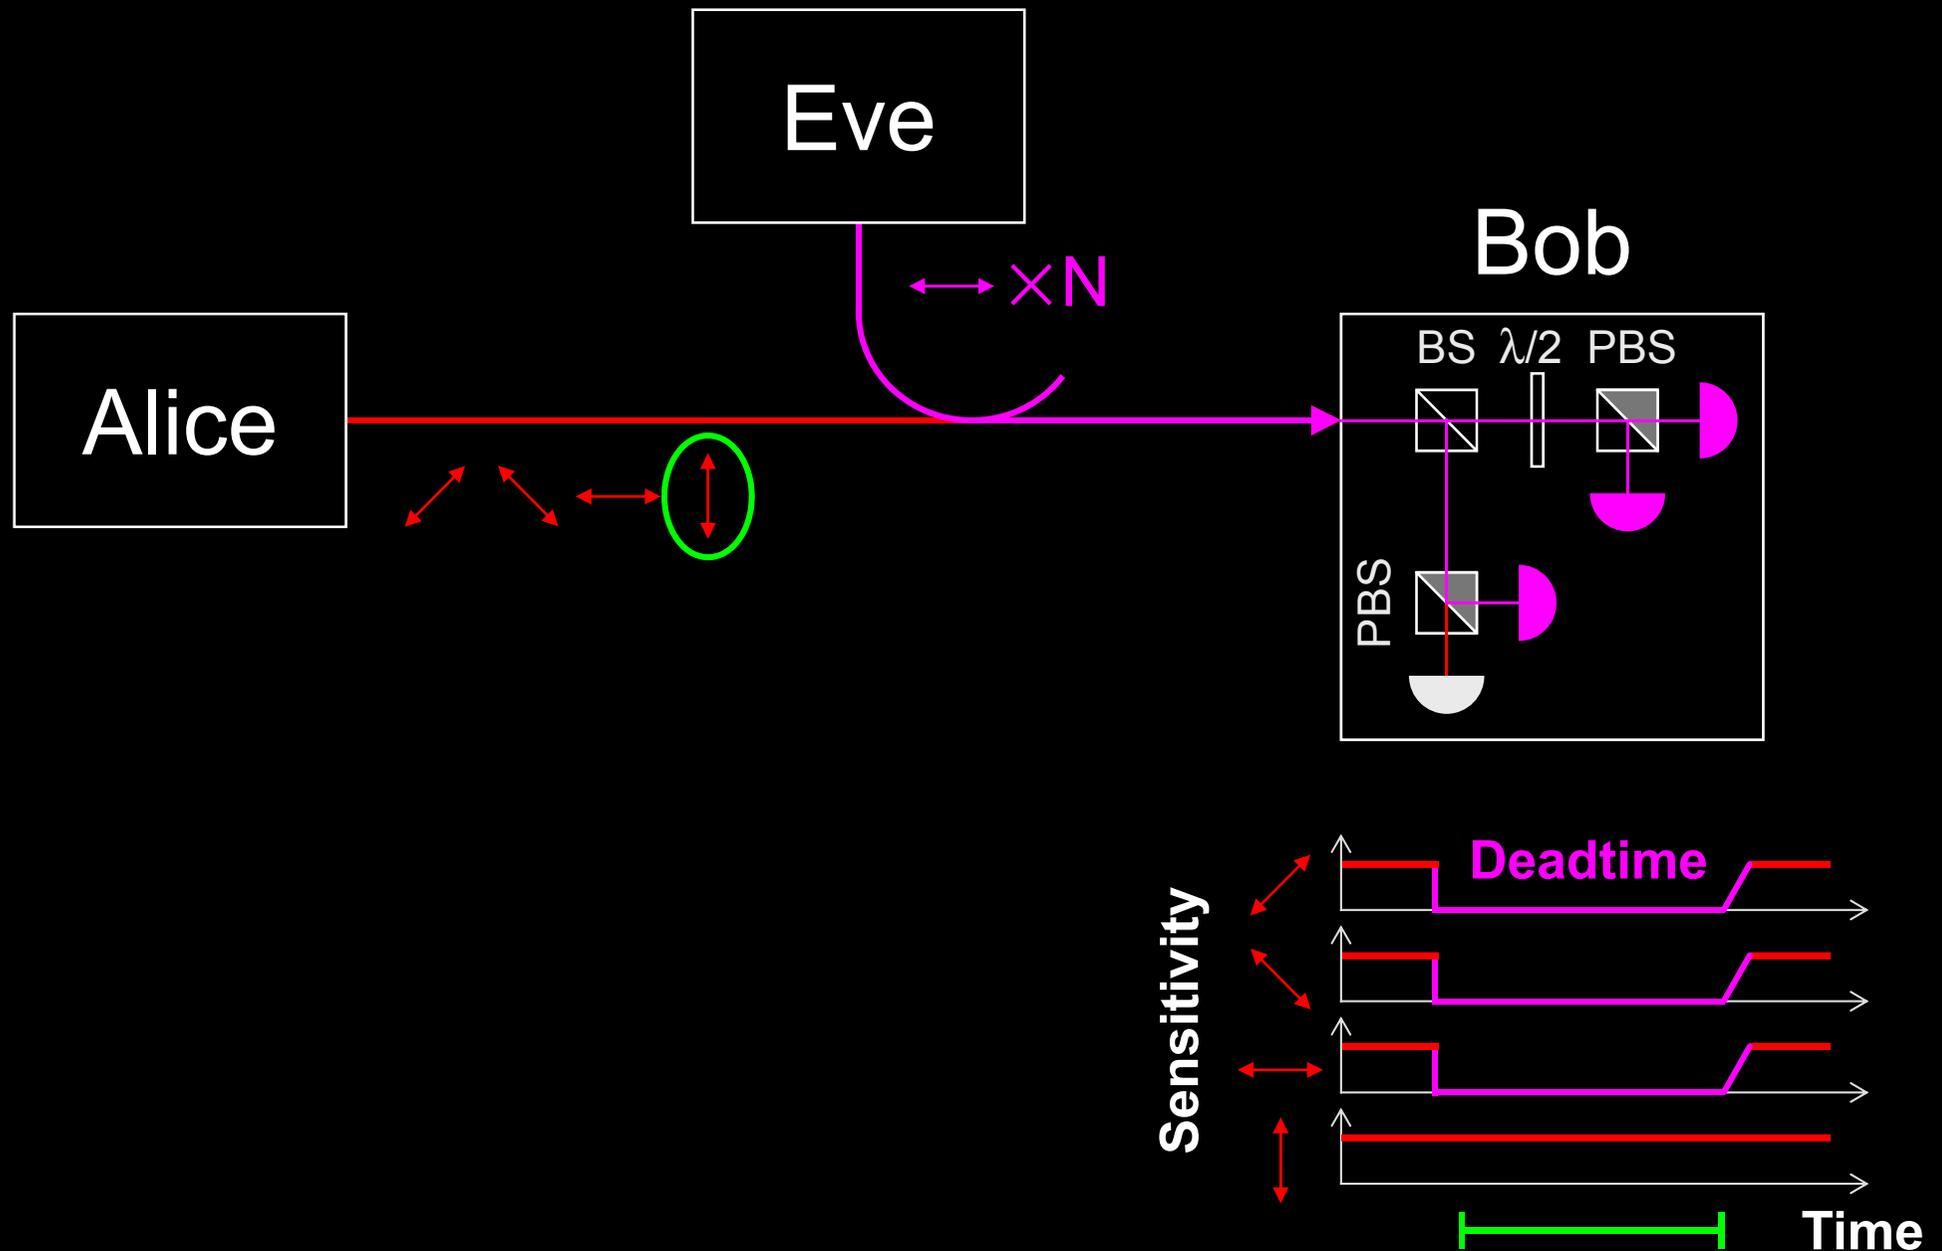 Eve
×N
Bob
Alice
BS λ/2 PBS
PBS
Deadtime
Sensitivity
Time